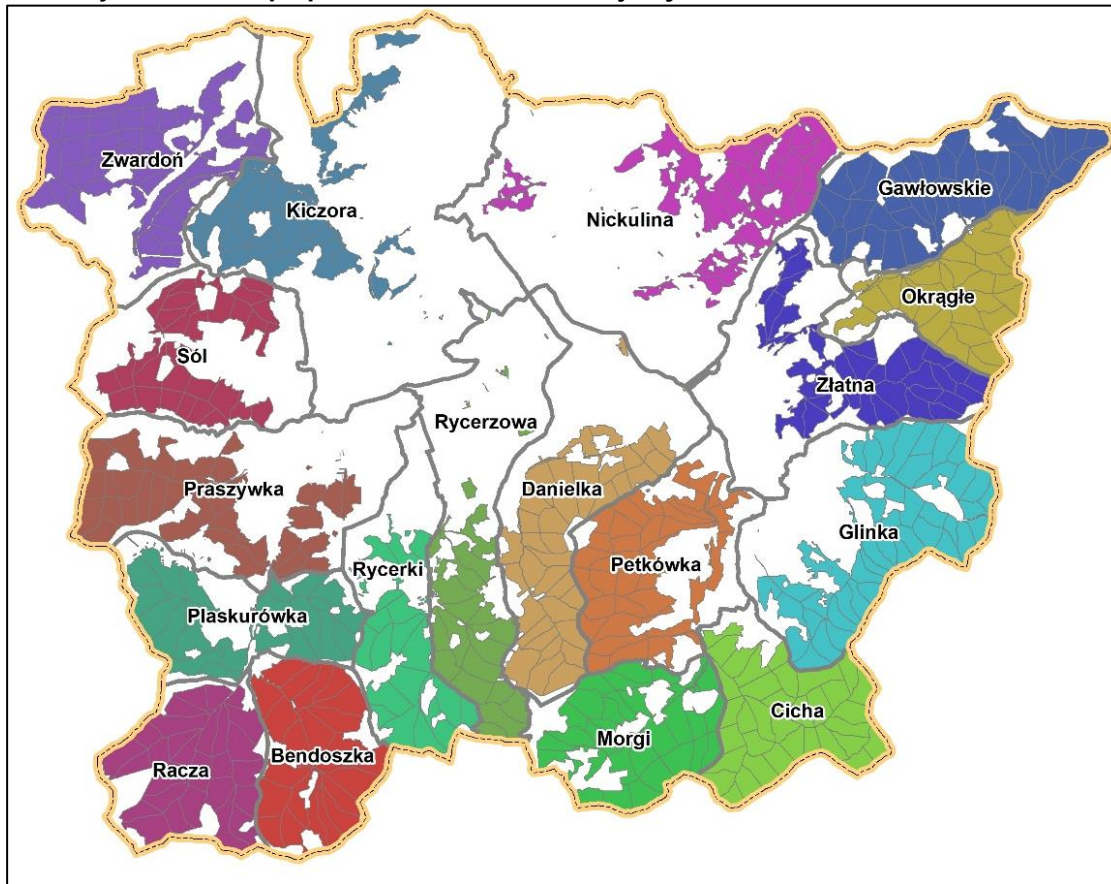 Zwardoń
Kiczora
Nickulina
Gawłowskie
Okrągłe
Sól
Złatna
Rycerzowa
Praszywka
Danielka
Glinka
Rycerki
Petkówka
Plaskurówka
Cicha
Morgi
Bendoszka
Racza